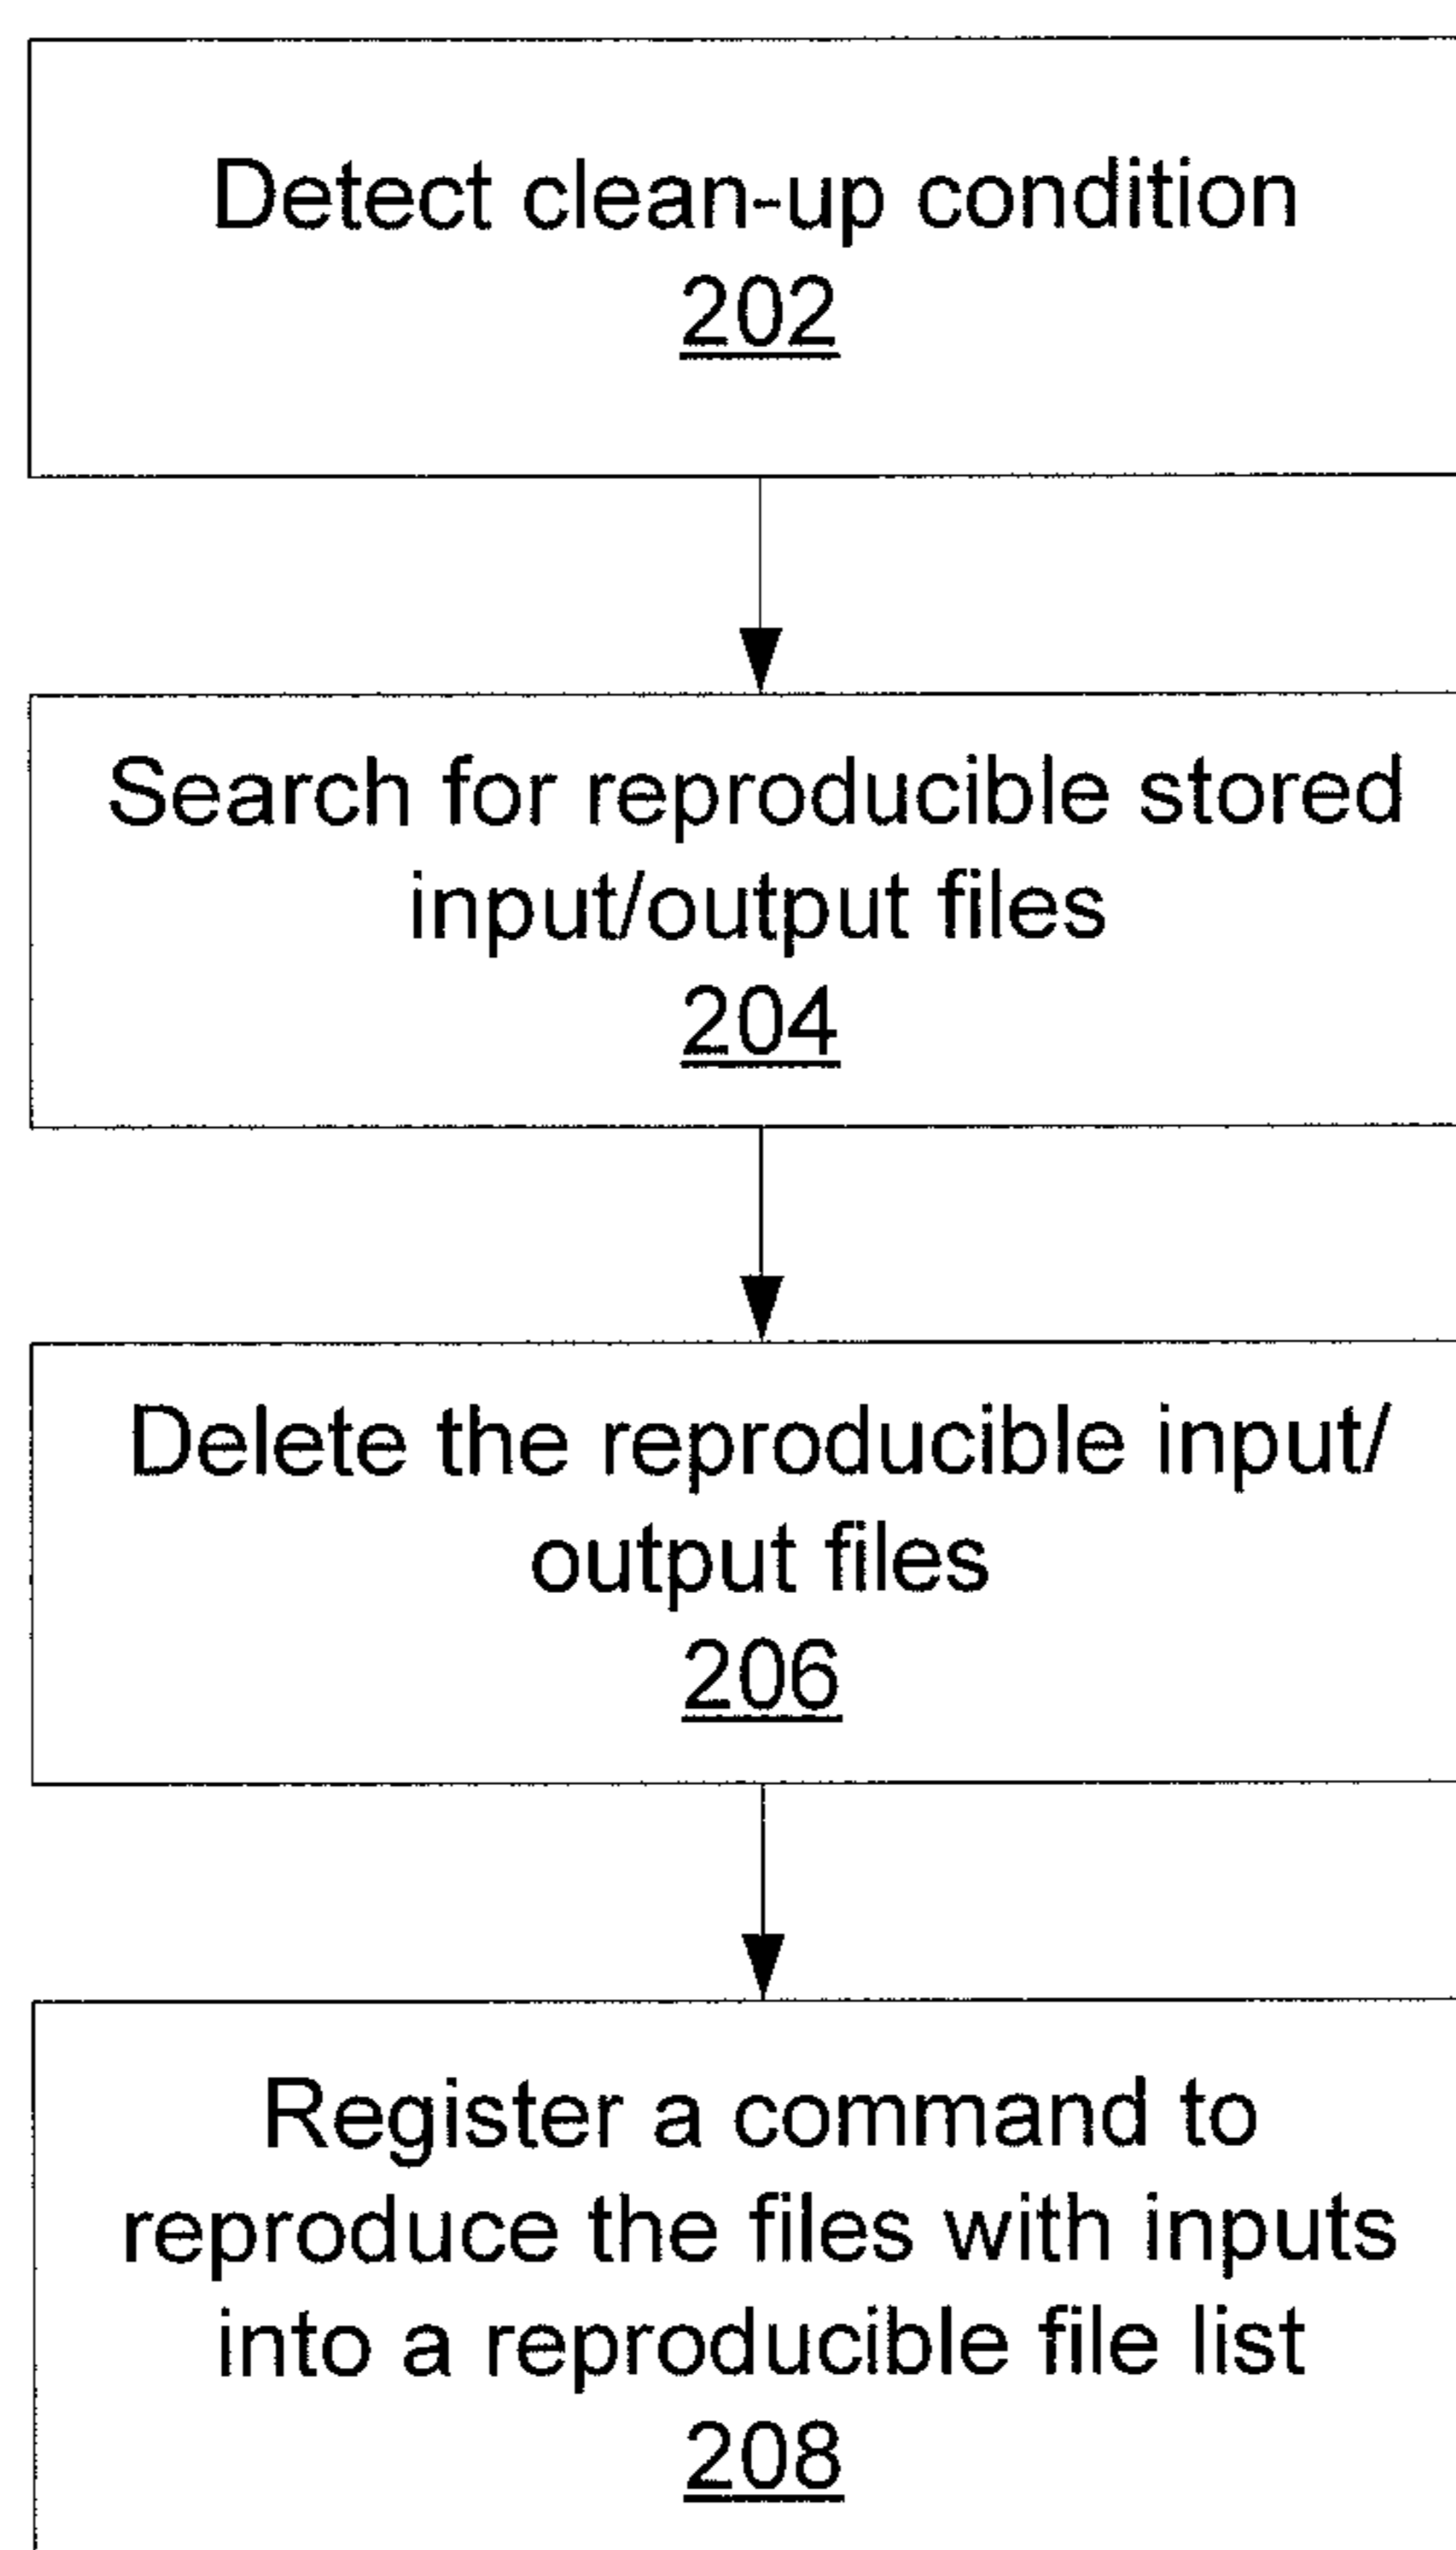 Detect clean-up condition
202
Search for reproducible stored
input/output files
204
Delete the reproducible input/
output files
206
Register a command to
reproduce the files with inputs
into a reproducible file list
208